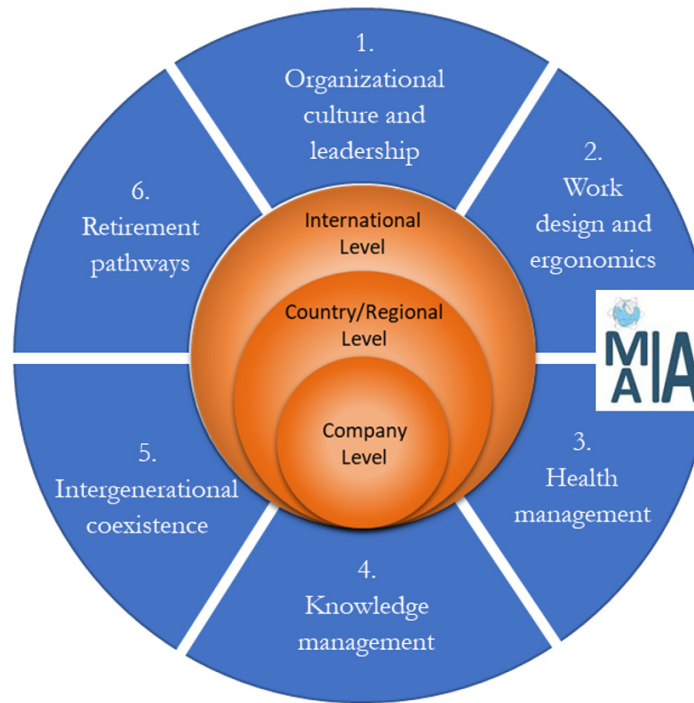 1.
Organizational
culture and
leadership
2.
Work
design and
ergonomics
3.
Health
management
4.
Knowledge
management
5.
Intergenerational
coexistence
6.
Retirement
pathways
International
Level
Country/Regional
Level
Company
Level
MAIA